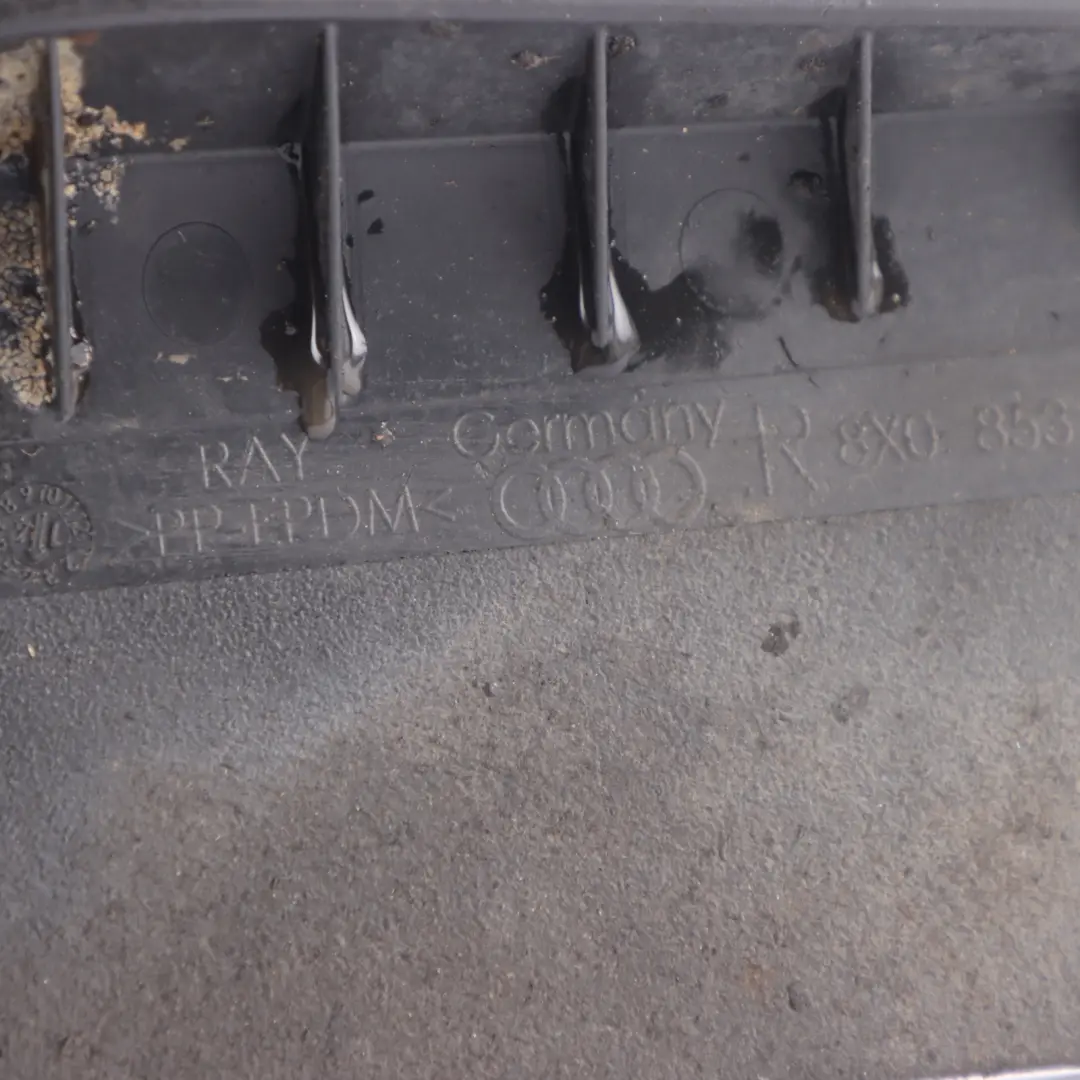 Germany
RAY R 8X0 853
>PP-EPDM<